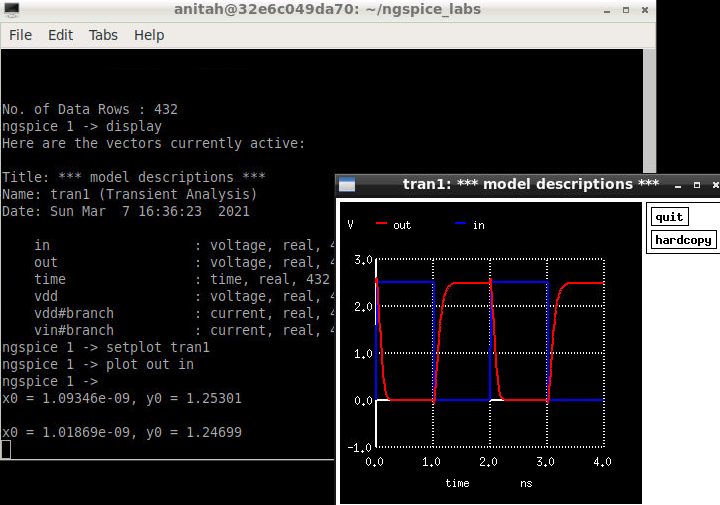 anitah@32e6c049da70: ~/ngspice_labs
File Edit Tabs Help
No. of Data Rows : 432
ngspice 1 -> display
Here are the vectors currently active:
Title: *** model descriptions ***
Name: tran1 (Transient Analysis)
Date: Sun Mar  7 16:36:23  2021
in : voltage, real, 4
out : voltage, real, 4
time : time, real, 432
vdd : voltage, real, 4
vdd#branch : current, real, 4
vin#branch : current, real, 4
ngspice 1 -> setplot tran1
ngspice 1 -> plot out in
ngspice 1 ->
x0 = 1.09346e-09, y0 = 1.25301
x0 = 1.01869e-09, y0 = 1.24699
tran1: *** model descriptions ***
quit
hardcopy
V out in
3.0
2.0
1.0
0.0
-1.0
0.0 1.0 2.0 3.0 4.0
time ns